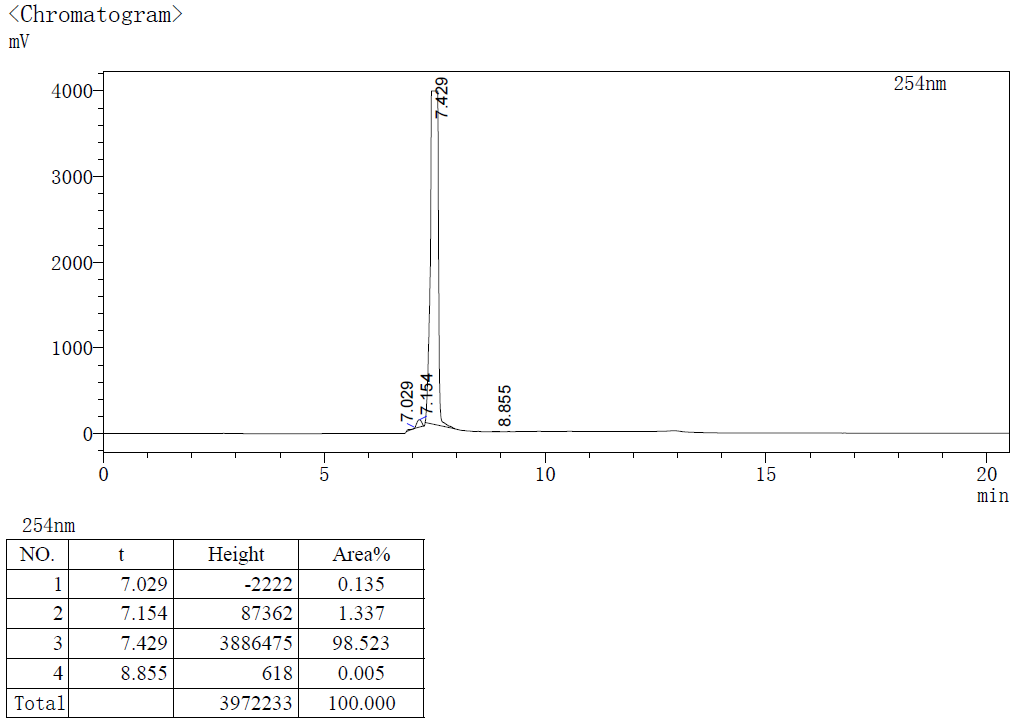 <Chromatogram>
mV
254nm
4000
3000
2000
1000
0
7.029
7.154
7.429
8.855
0 5 10 15 20
min
254nm
NO. t Height Area%
1 7.029 -2222 0.135
2 7.154 87362 1.337
3 7.429 3886475 98.523
4 8.855 618 0.005
Total 3972233 100.000